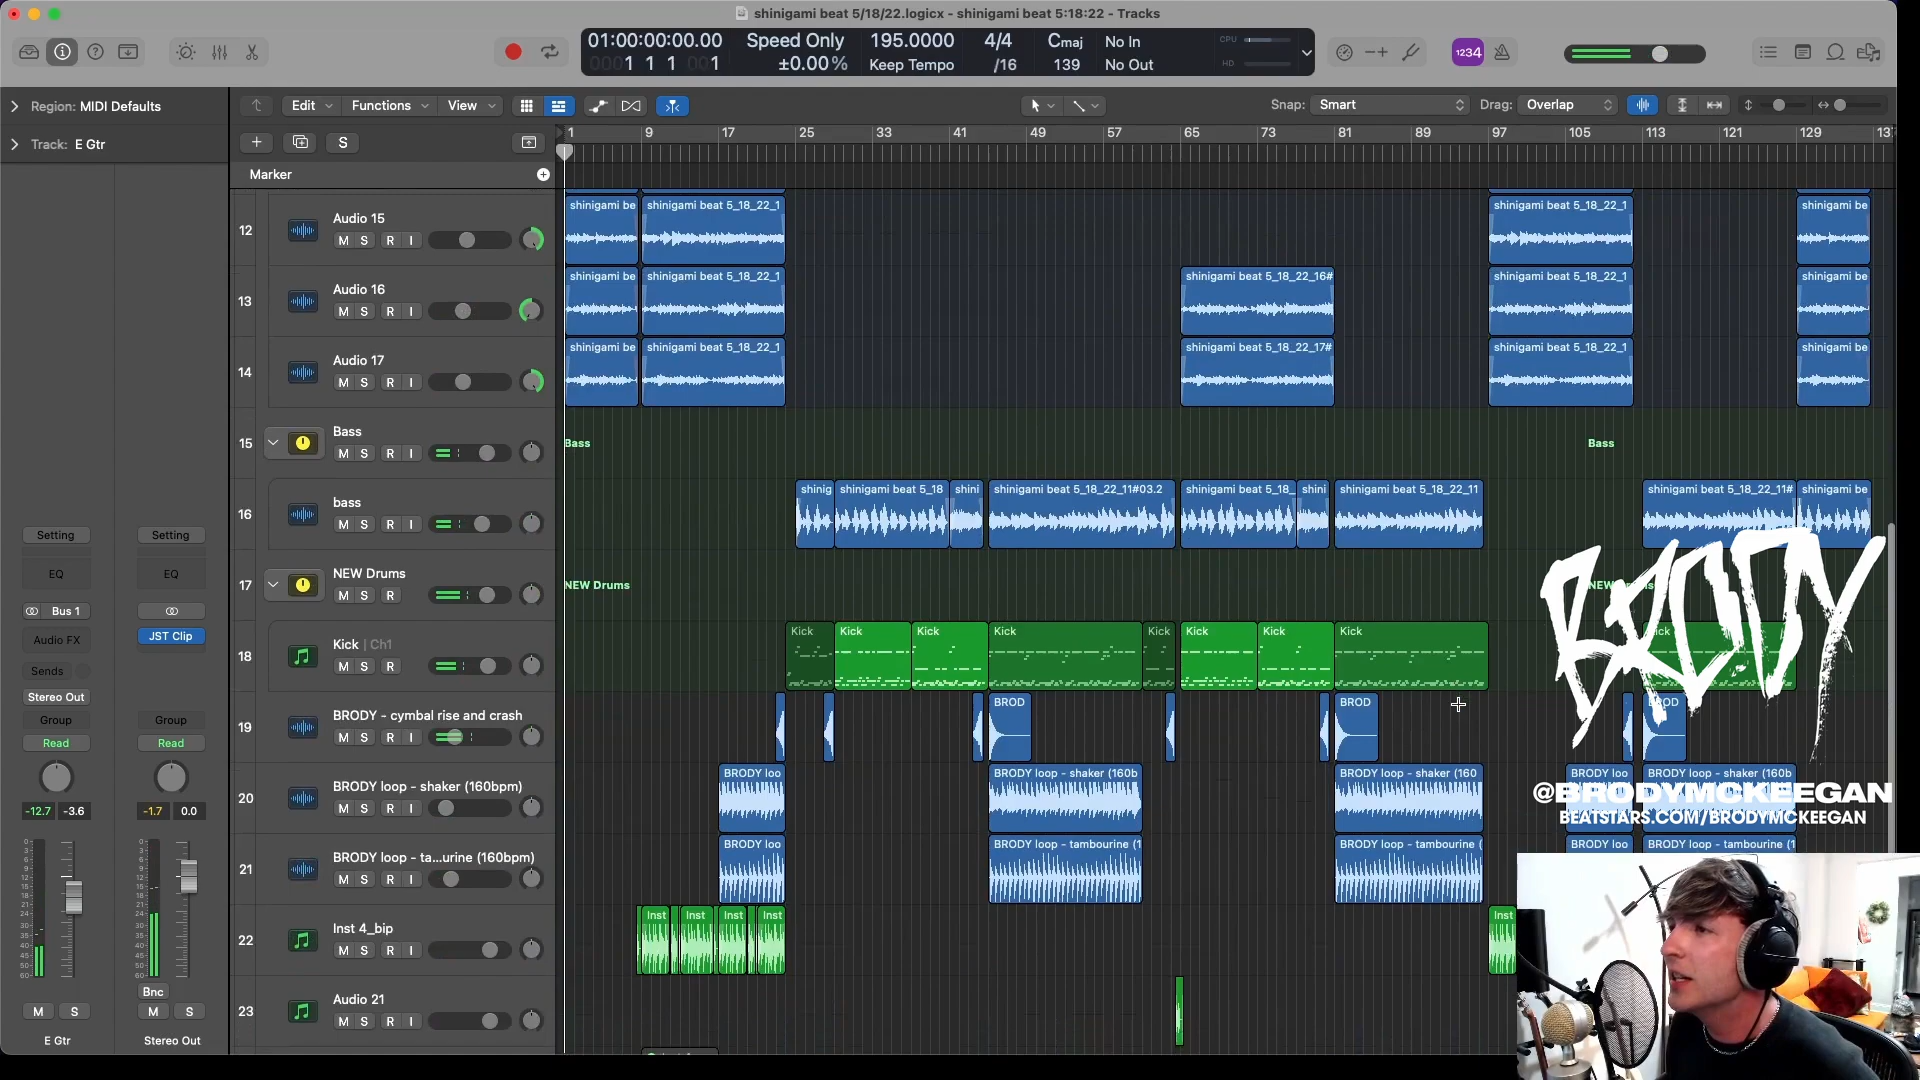 shinigami beat 5/18/22.logicx - shinigami beat 5:18:22 - Tracks
01:00:00:00.00 Speed Only 195.0000 4/4 Cmaj No In CPU
0001 1 1 001 ±0.00% Keep Tempo /16 139 No Out HD
1234
Region: MIDI Defaults
Edit Functions View Snap: Smart Drag: Overlap
Track: E Gtr
S
1 9 17 25 33 41 49 57 65 73 81 89 97 105 113 121 129 137
Marker
12 Audio 15
M S R I
shinigami be shinigami beat 5_18_22_1 shinigami beat 5_18_22_1 shinigami be
13 Audio 16
M S R I
shinigami be shinigami beat 5_18_22_1 shinigami beat 5_18_22_16# shinigami beat 5_18_22_1 shinigami be
14 Audio 17
M S R I
shinigami be shinigami beat 5_18_22_1 shinigami beat 5_18_22_17# shinigami beat 5_18_22_1 shinigami be
15 Bass
M S R I
Bass Bass
16 bass
M S R I
shinig shinigami beat 5_18 shini shinigami beat 5_18_22_11#03.2 shinigami beat 5_18_ shini shinigami beat 5_18_22_11 shinigami beat 5_18_22_11# shinigami be
17 NEW Drums
M S R
NEW Drums
18 Kick | Ch1
M S R
Kick Kick Kick Kick Kick Kick Kick Kick
19 BRODY - cymbal rise and crash
M S R I
BROD BROD
20 BRODY loop - shaker (160bpm)
M S R I
BRODY loo BRODY loop - shaker (160b BRODY loop - shaker (160 BRODY loo BRODY loop - shaker (160b
21 BRODY loop - ta...urine (160bpm)
M S R I
BRODY loo BRODY loop - tambourine (1 BRODY loop - tambourine ( BRODY loo BRODY loop - tambourine (1
22 Inst 4_bip
M S R I
Inst Inst Inst Inst Inst
23 Audio 21
M S R I
Setting Setting
EQ EQ
Bus 1
Audio FX JST Clip
Sends
Stereo Out
Group Group
Read Read
-12.7 -3.6 -1.7 0.0
Bnc
M S M S
E Gtr Stereo Out
BRODY
@BRODYMCKEEGAN
BEATSTARS.COM/BRODYMCKEEGAN